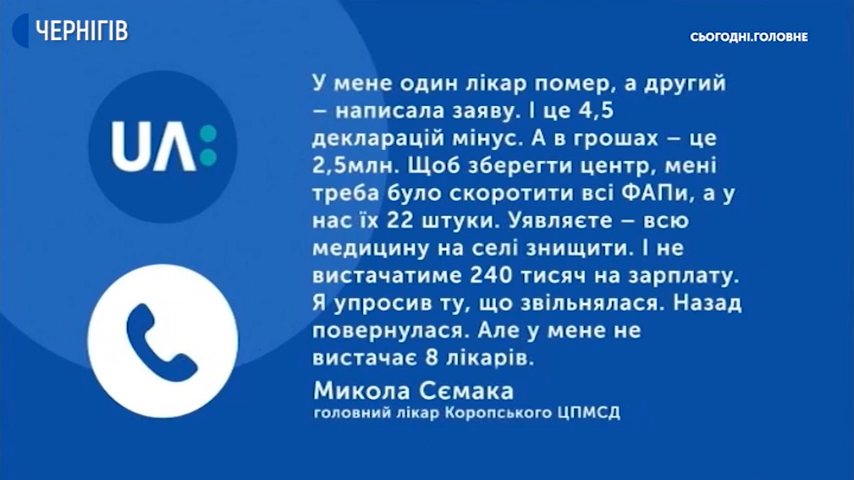 ЧЕРНІГІВ
СЬОГОДНІ.ГОЛОВНЕ
UA:
У мене один лікар помер, а другий
– написала заяву. І це 4,5
декларацій мінус. А в грошах – це
2,5млн. Щоб зберегти центр, мені
треба було скоротити всі ФАПи, а у
нас їх 22 штуки. Уявляєте – всю
медицину на селі знищити. І не
вистачатиме 240 тисяч на зарплату.
Я упросив ту, що звільнялася. Назад
повернулася. Але у мене не
вистачає 8 лікарів.
Микола Сємака
головний лікар Коропського ЦПМСД